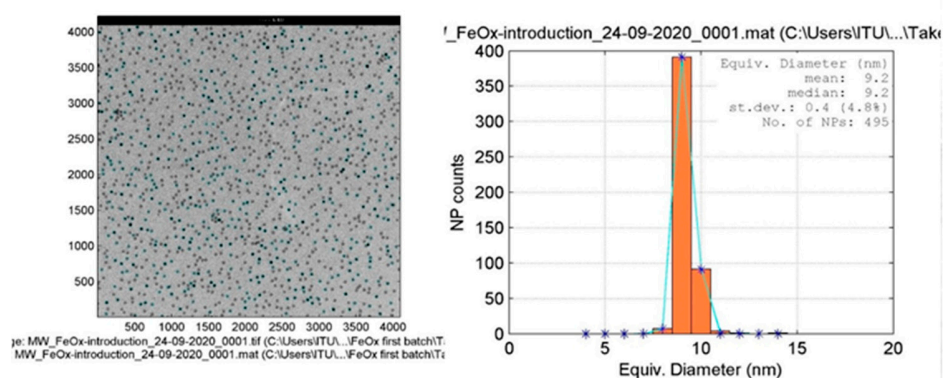 4000
3500
3000
2500
2000
1500
1000
500
500 1000 1500 2000 2500 3000 3500 4000
MW_FeOx-introduction_24-09-2020_0001.tif (C:\Users\ITU\...\FeOx first batch\
MW_FeOx-introduction_24-09-2020_0001.mat (C:\Users\ITU\...\FeOx first batch\
_FeOx-introduction_24-09-2020_0001.mat (C:\Users\ITU\...\Take
Equiv. Diameter (nm)
mean: 9.2
median: 9.2
st.dev.: 0.4 (4.8%)
No. of NPs: 495
NP counts
400
350
300
250
200
150
100
50
0
0 5 10 15 20
Equiv. Diameter (nm)